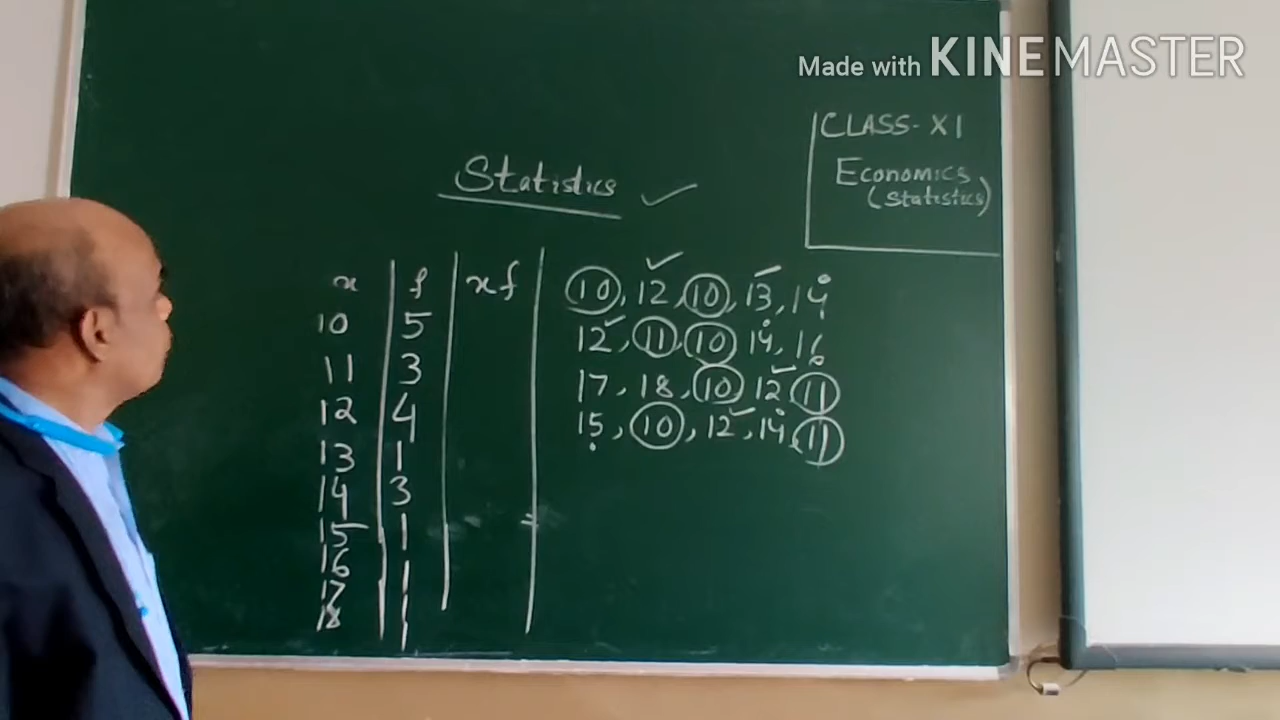 Made with KINEMASTER
CLASS-XI
Economics
(Statistics)
Statistics
x f xf
10 5
11 3
12 4
13 1
14 3
15 1
16 1
17 1
18 1
10, 12, 10, 13, 14
12, 11, 10, 14, 16
17, 18, 10, 12, 11
15, 10, 12, 14, 11